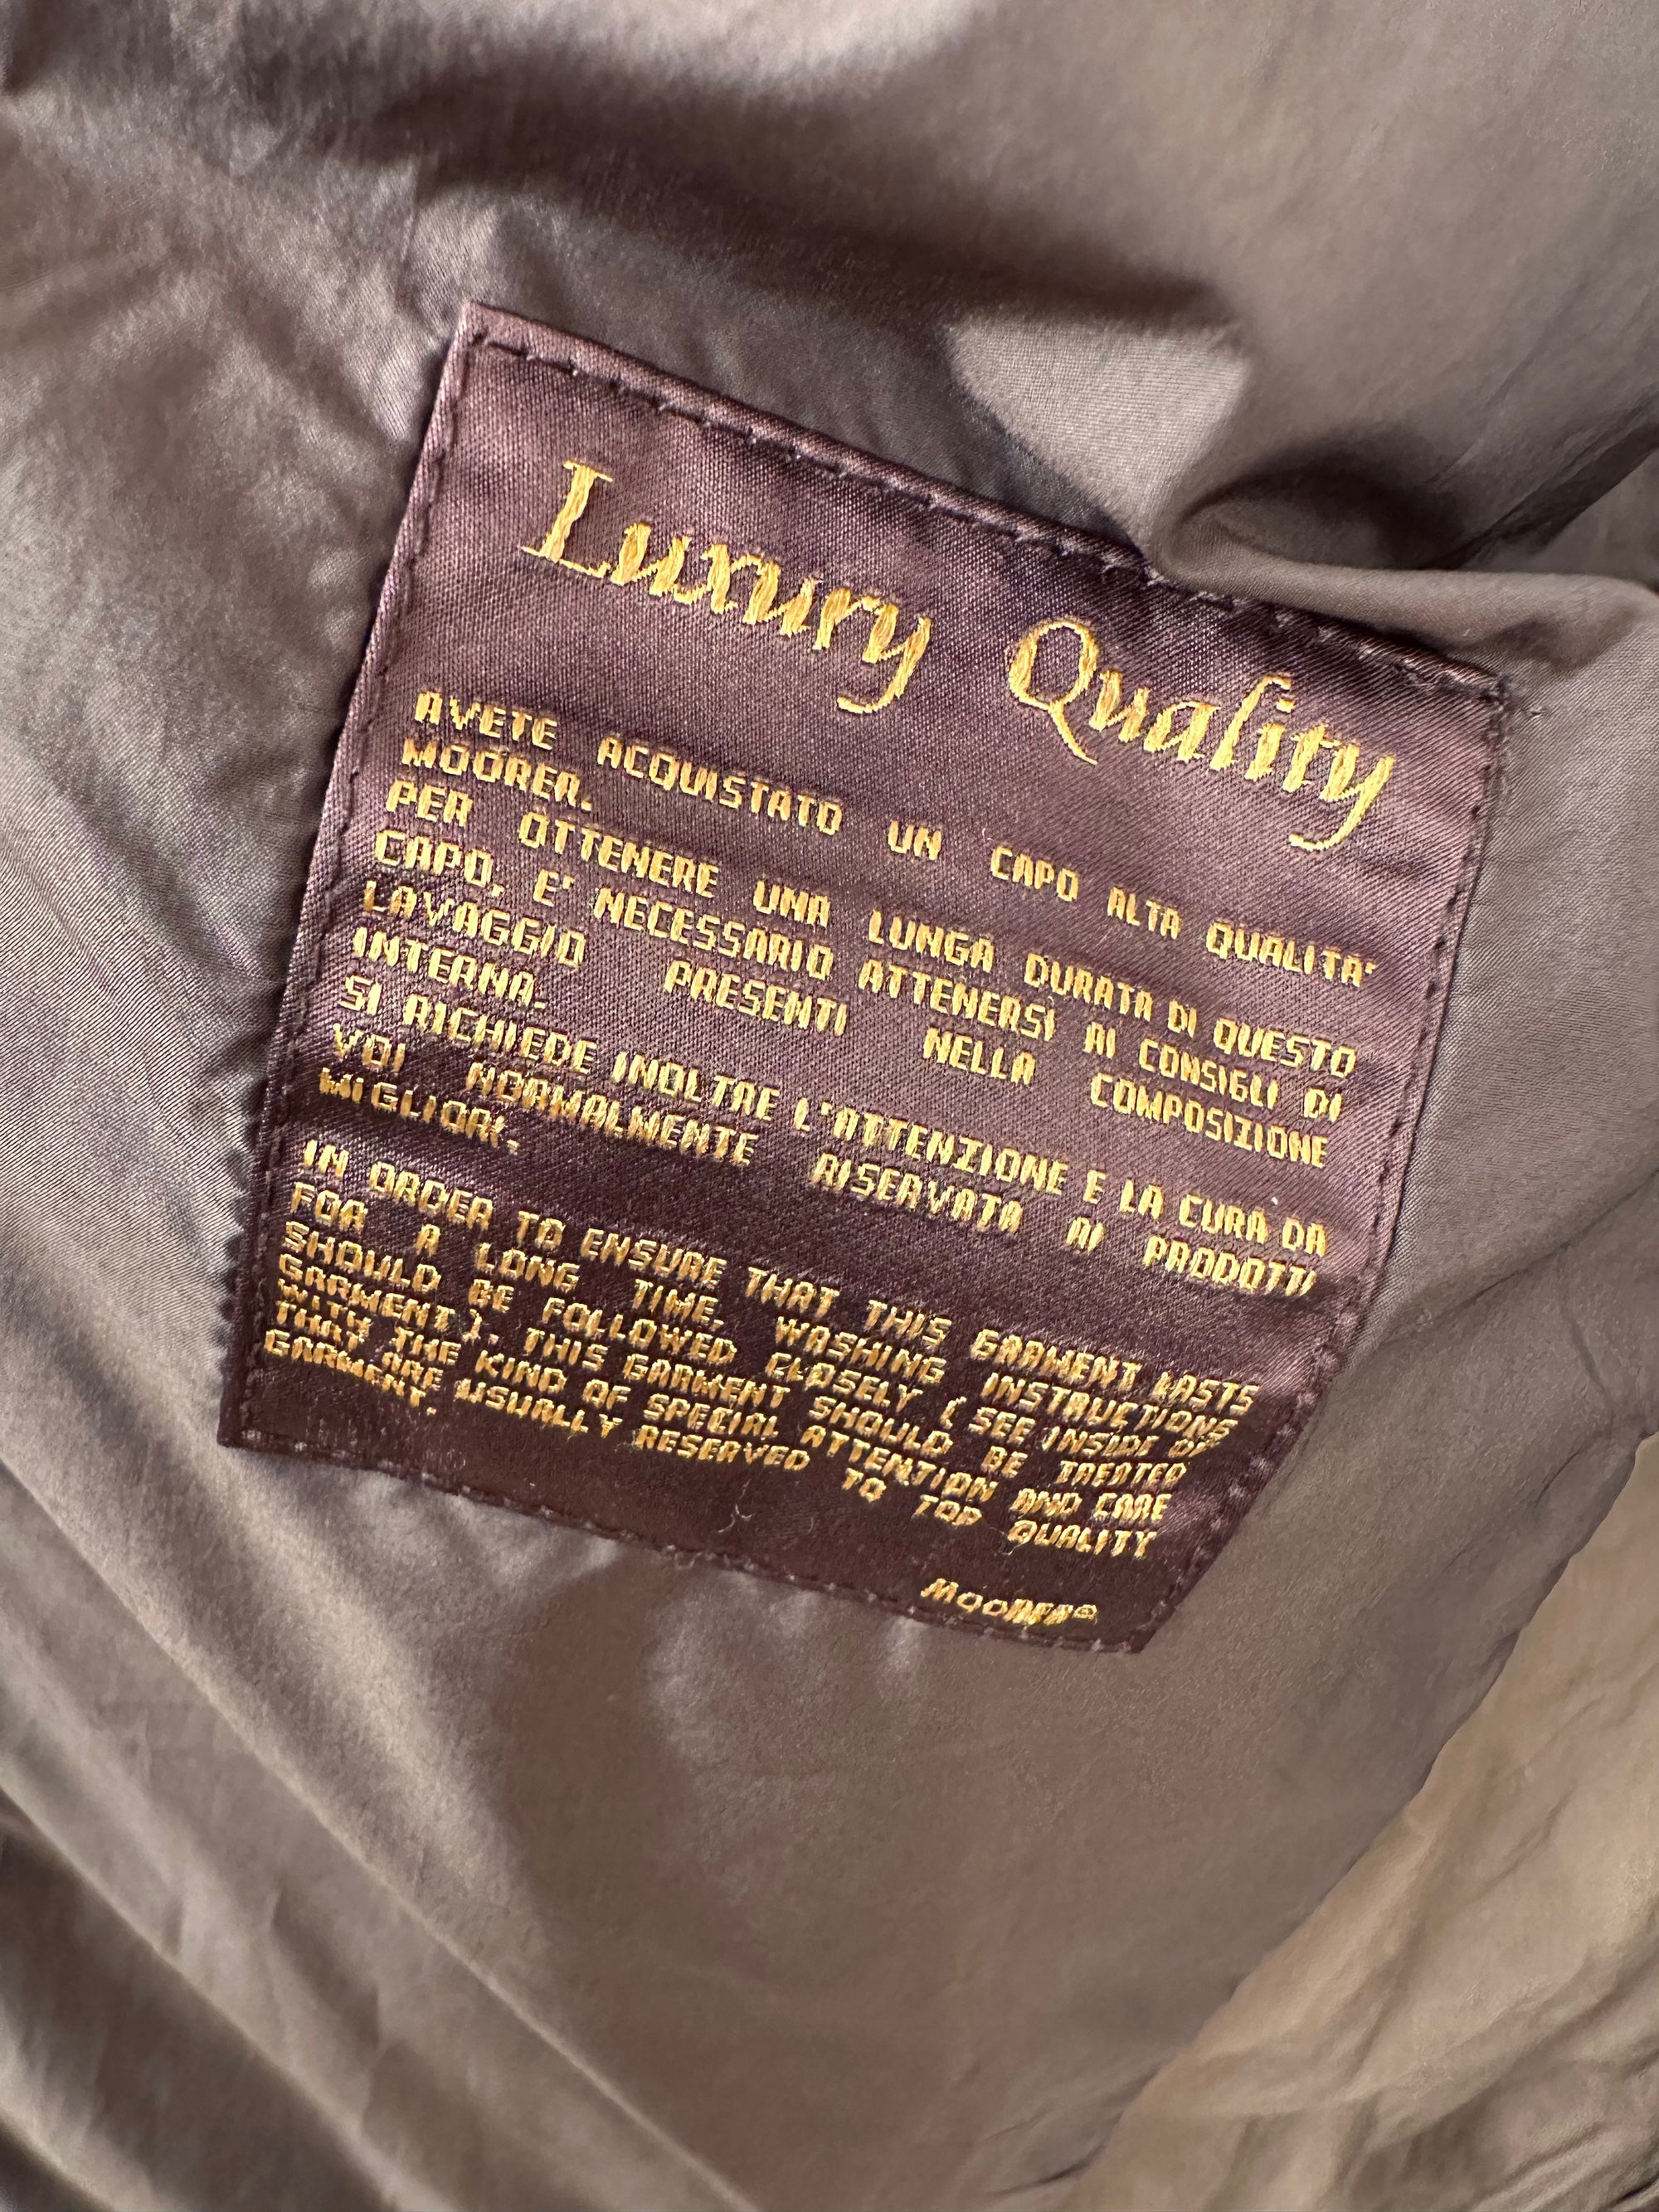 Luxury Quality
AVETE ACQUISTATO UN CAPO ALTA QUALITA'
MOORER.
PER OTTENERE UNA LUNGA DURATA DI QUESTO
CAPO, E' NECESSARIO ATTENERSI AI CONSIGLI DI
LAVAGGIO PRESENTI NELLA COMPOSIZIONE
INTERNA.
SI RICHIEDE INOLTRE L'ATTENZIONE E LA CURA DA
VOI NORMALMENTE RISERVATA AI PRODOTTI
MIGLIORI.
IN ORDER TO ENSURE THAT THIS GARMENT LASTS
FOR A LONG TIME, WASHING INSTRUCTIONS
SHOULD BE FOLLOWED CLOSELY ( SEE INSIDE OF
GARMENT ). THIS GARMENT SHOULD BE TREATED
WITH THE KIND OF SPECIAL ATTENTION AND CARE
THAT ARE USUALLY RESERVED TO TOP QUALITY
GARMENT.
MOORER®